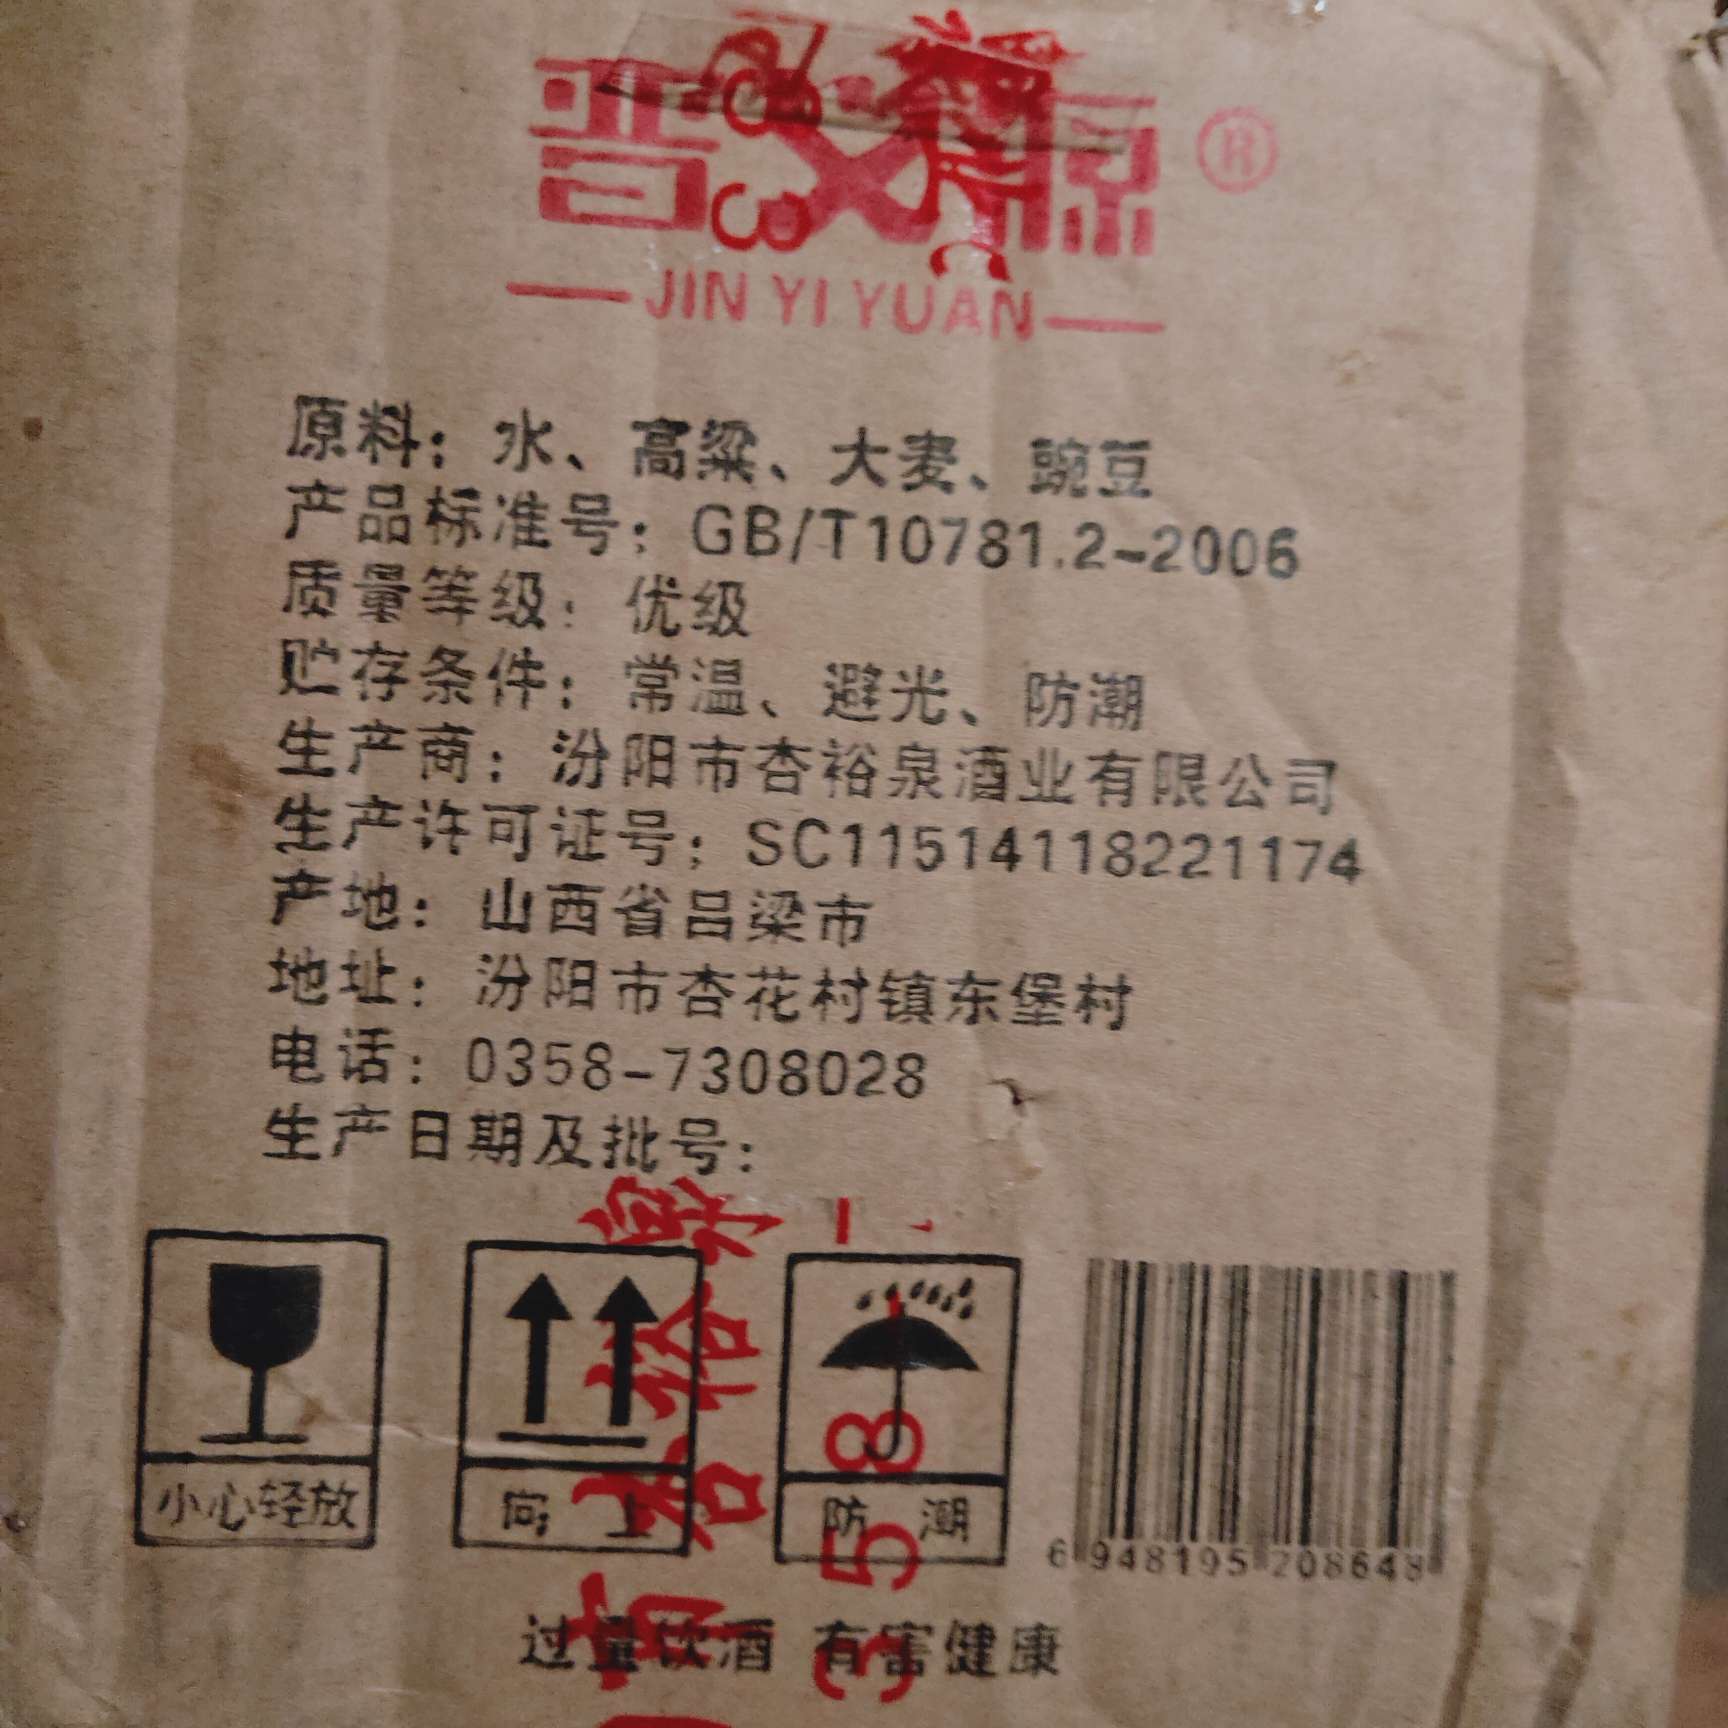 晋义源®
JIN YI YUAN
原料：水、高粱、大麦、豌豆
产品标准号：GB/T10781.2-2006
质量等级：优级
贮存条件：常温、避光、防潮
生产商：汾阳市杏裕泉酒业有限公司
生产许可证号：SC11514118221174
产地：山西省吕梁市
地址：汾阳市杏花村镇东堡村
电话：0358-7308028
生产日期及批号：
小心轻放
向上
防潮
6 948195 208648
过量饮酒 有害健康
358